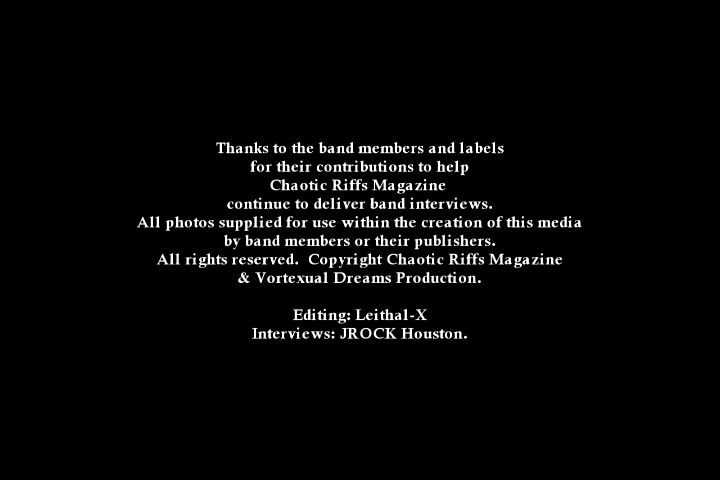 Thanks to the band members and labels
for their contributions to help
Chaotic Riffs Magazine
continue to deliver band interviews.
All photos supplied for use within the creation of this media
by band members or their publishers.
All rights reserved.  Copyright Chaotic Riffs Magazine
& Vortexual Dreams Production.
Editing: Leithal-X
Interviews: JROCK Houston.